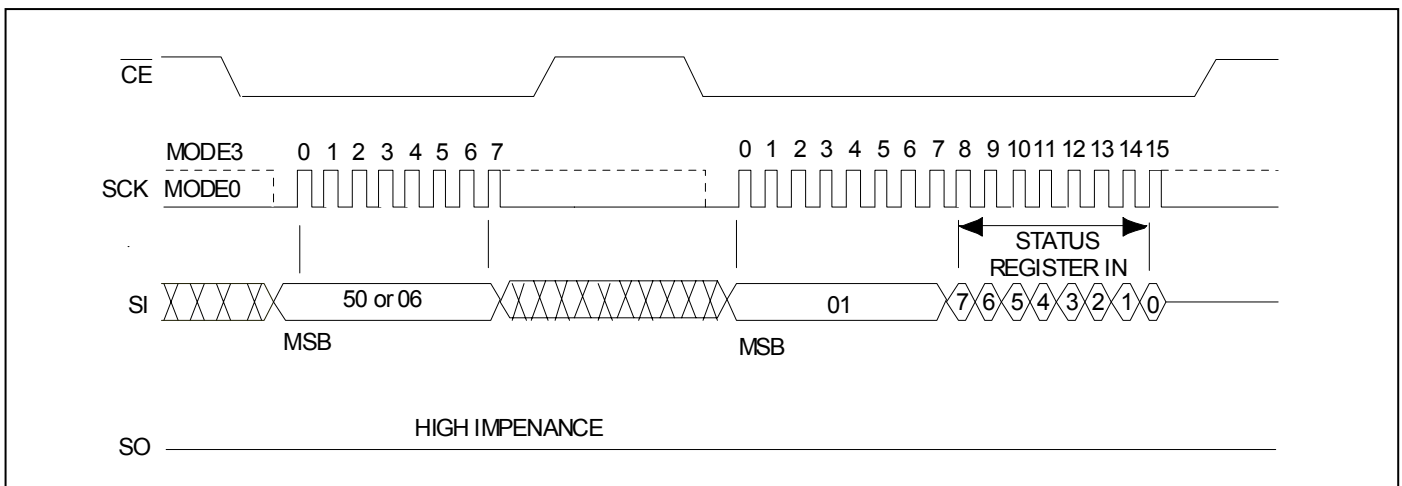 CE
MODE3 0 1 2 3 4 5 6 7 0 1 2 3 4 5 6 7 8 9 10 11 12 13 14 15
SCK MODE0
STATUS
REGISTER IN
SI 50 or 06 01 7 6 5 4 3 2 1 0
MSB MSB
HIGH IMPENANCE
SO